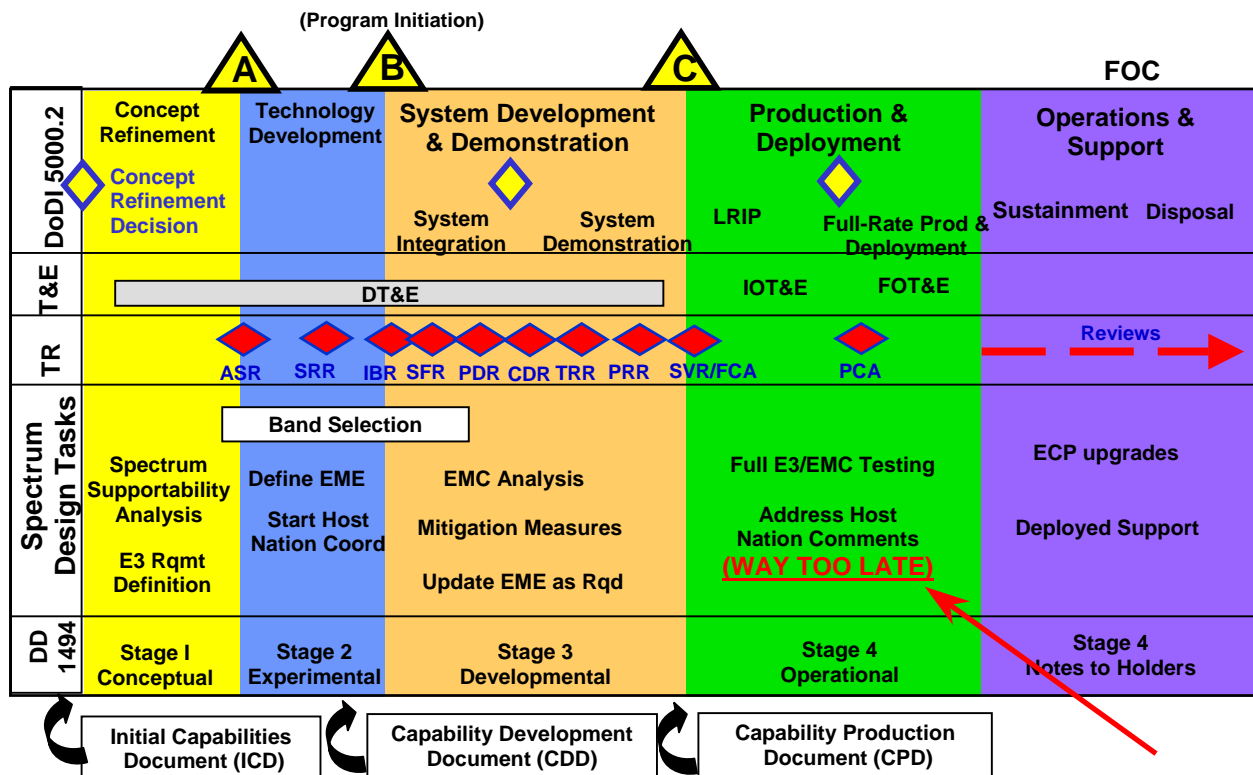 (Program Initiation)
A
B
C
FOC
DoDI 5000.2
Concept
Refinement
Technology
Development
System Development
& Demonstration
Production &
Deployment
Operations &
Support
Concept
Refinement
Decision
System
Integration
System
Demonstration
LRIP
Full-Rate Prod &
Deployment
Sustainment
Disposal
T&E
DT&E
IOT&E
FOT&E
TR
ASR
SRR
IBR
SFR
PDR
CDR
TRR
PRR
SVR/FCA
PCA
Reviews
Spectrum
Design Tasks
Band Selection
Spectrum
Supportability
Analysis
E3 Rqmt
Definition
Define EME
Start Host
Nation Coord
EMC Analysis
Mitigation Measures
Update EME as Rqd
Full E3/EMC Testing
Address Host
Nation Comments
(WAY TOO LATE)
ECP upgrades
Deployed Support
DD
1494
Stage I
Conceptual
Stage 2
Experimental
Stage 3
Developmental
Stage 4
Operational
Stage 4
Notes to Holders
Initial Capabilities
Document (ICD)
Capability Development
Document (CDD)
Capability Production
Document (CPD)